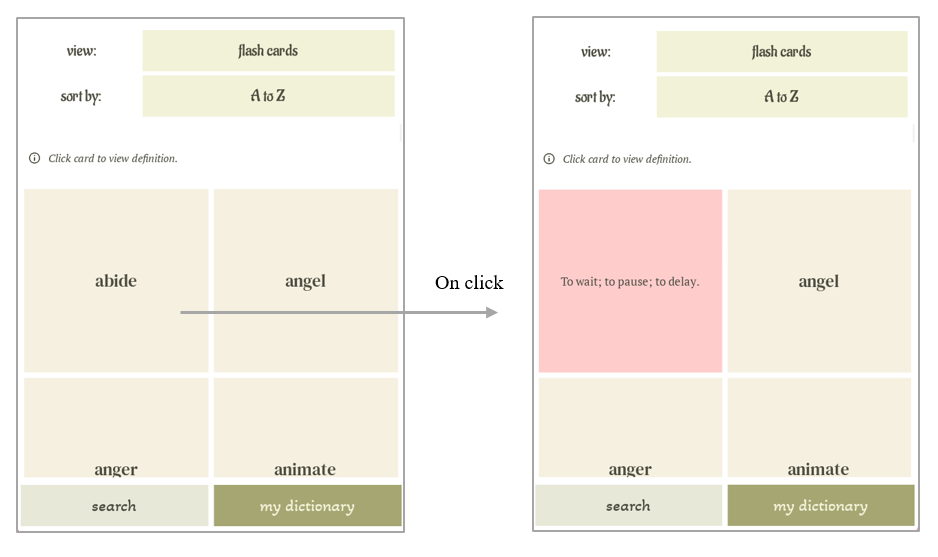 view:
flash cards
sort by:
A to Z
Click card to view definition.
abide
angel
anger
animate
search
my dictionary
On click
view:
flash cards
sort by:
A to Z
Click card to view definition.
To wait; to pause; to delay.
angel
anger
animate
search
my dictionary